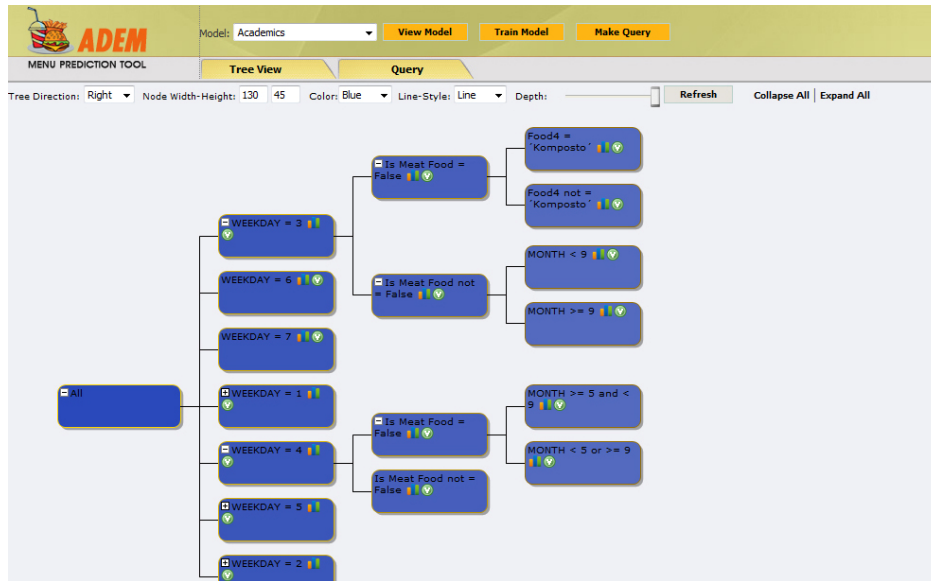 ADEM
MENU PREDICTION TOOL
Model: Academics View Model Train Model Make Query
Tree View Query
Tree Direction: Right Node Width-Height: 130 45 Color: Blue Line-Style: Line Depth: Refresh Collapse All | Expand All
All
WEEKDAY = 3
WEEKDAY = 6
WEEKDAY = 7
WEEKDAY = 1
WEEKDAY = 4
WEEKDAY = 5
WEEKDAY = 2
Is Meat Food =
False
Is Meat Food not
= False
Is Meat Food =
False
Is Meat Food not =
False
Food4 =
´Komposto´
Food4 not =
´Komposto´
MONTH < 9
MONTH >= 9
MONTH >= 5 and <
9
MONTH < 5 or >= 9